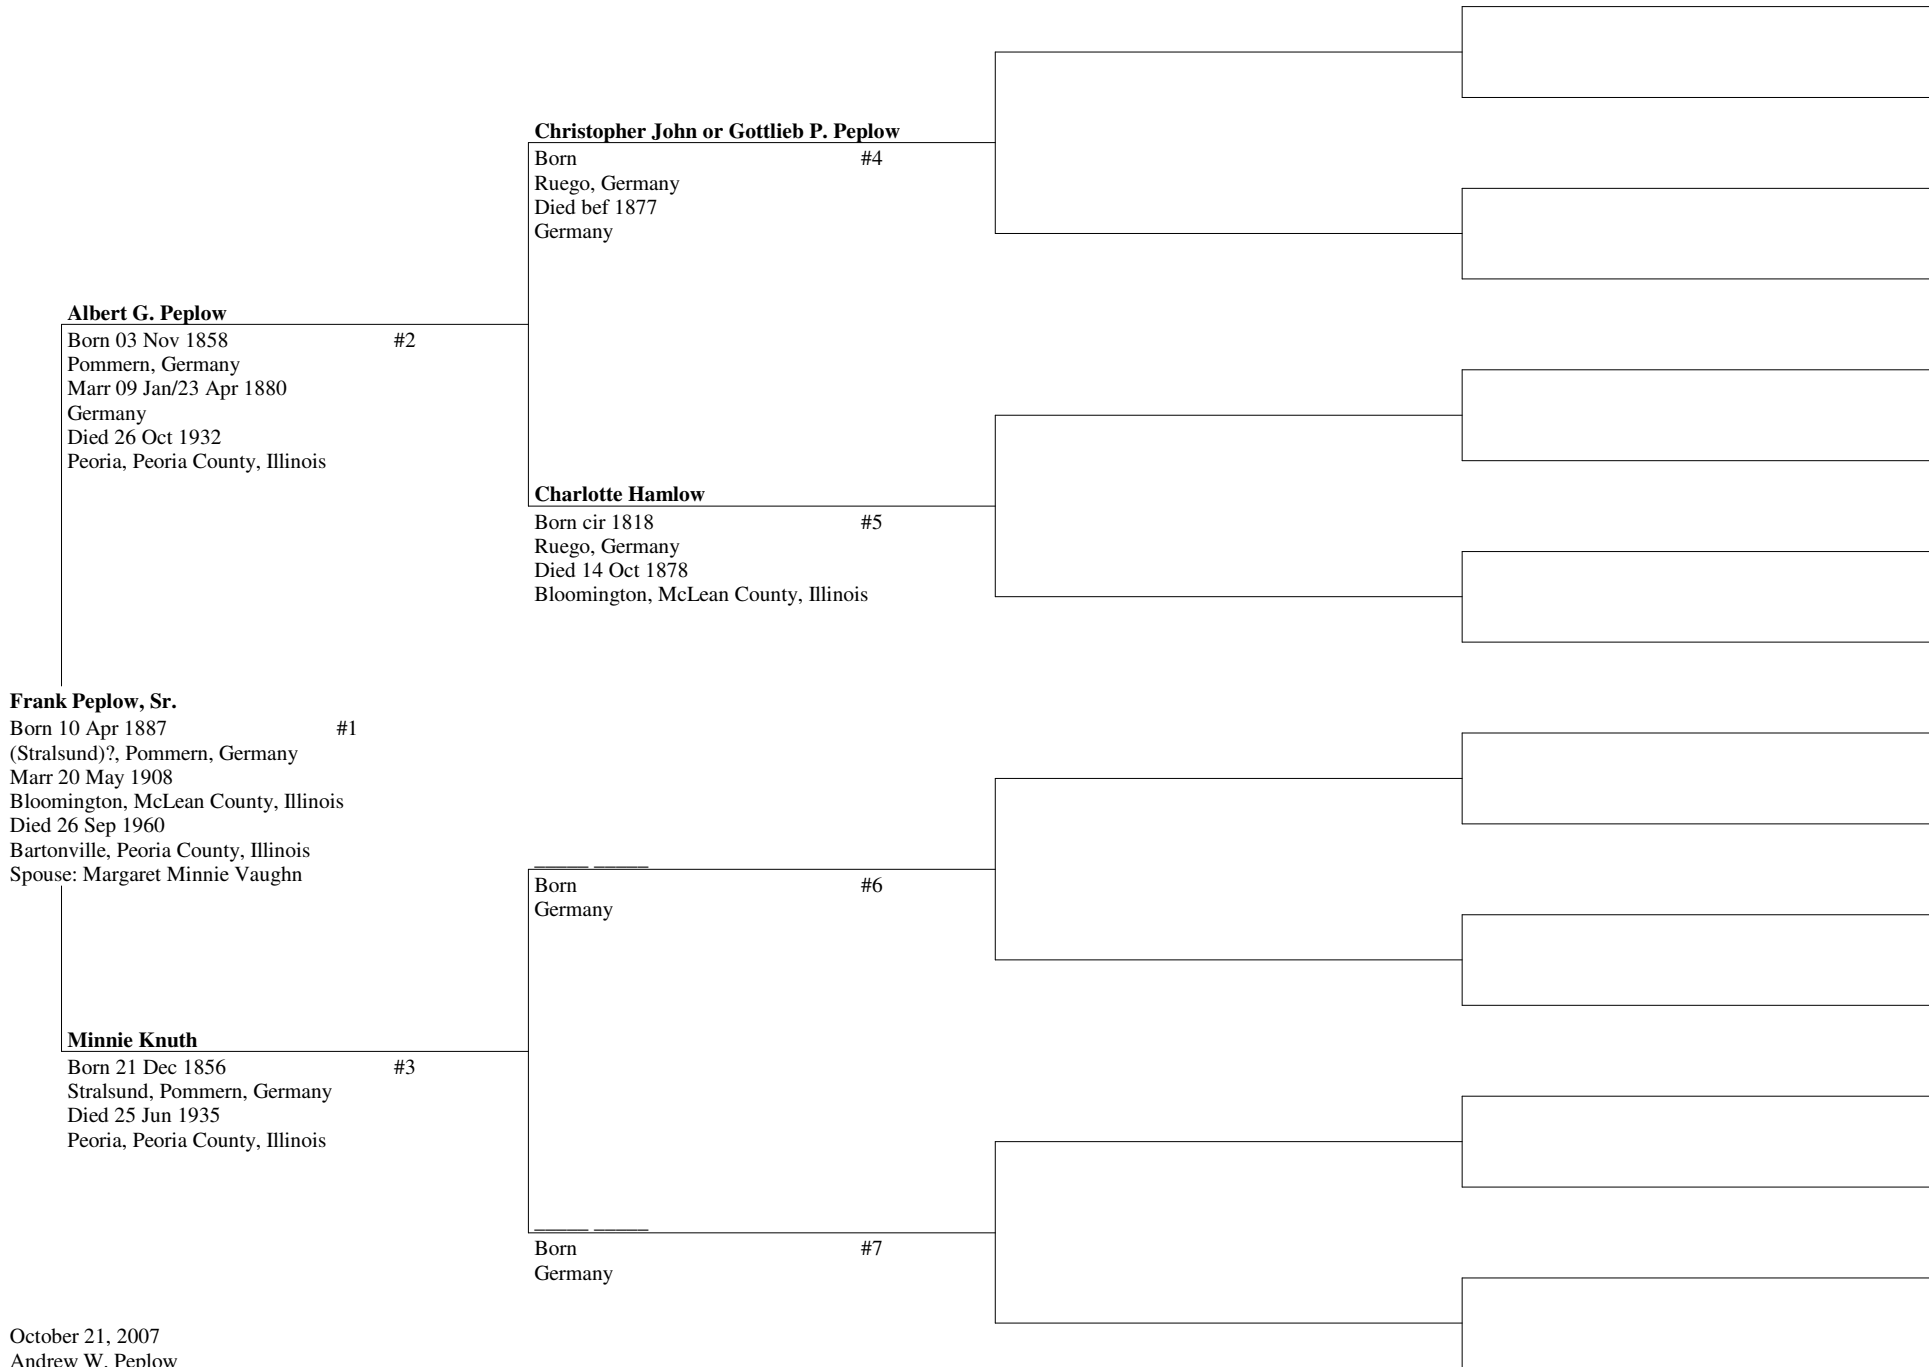 Christopher John or Gottlieb P. Peplow
Born #4
Ruego, Germany
Died bef 1877
Germany
Albert G. Peplow
Born 03 Nov 1858 #2
Pommern, Germany
Marr 09 Jan/23 Apr 1880
Germany
Died 26 Oct 1932
Peoria, Peoria County, Illinois
Charlotte Hamlow
Born cir 1818 #5
Ruego, Germany
Died 14 Oct 1878
Bloomington, McLean County, Illinois
Frank Peplow, Sr.
Born 10 Apr 1887 #1
(Stralsund)?, Pommern, Germany
Marr 20 May 1908
Bloomington, McLean County, Illinois
Died 26 Sep 1960
Bartonville, Peoria County, Illinois
Spouse: Margaret Minnie Vaughn
_____ _____
Born #6
Germany
Minnie Knuth
Born 21 Dec 1856 #3
Stralsund, Pommern, Germany
Died 25 Jun 1935
Peoria, Peoria County, Illinois
_____ _____
Born #7
Germany
October 21, 2007
Andrew W. Peplow